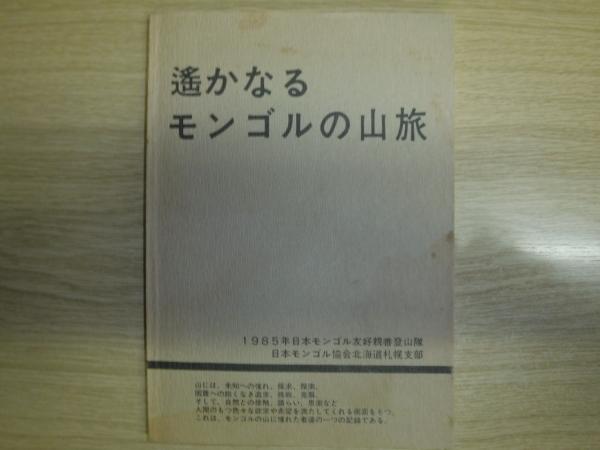 遙かなる
モンゴルの山旅
1985年日本モンゴル友好親善登山隊
日本モンゴル協会北海道札幌支部
山には、未知への憧れ、探求、探索、
困難への飽くなき追求、挑戦、克服、
そして、自然との接触、語らい、思索など
人間のもつ色々な欲求や希望を満たしてくれる側面をもつ。
これは、モンゴルの山に憧れた者達の一つの記録である。